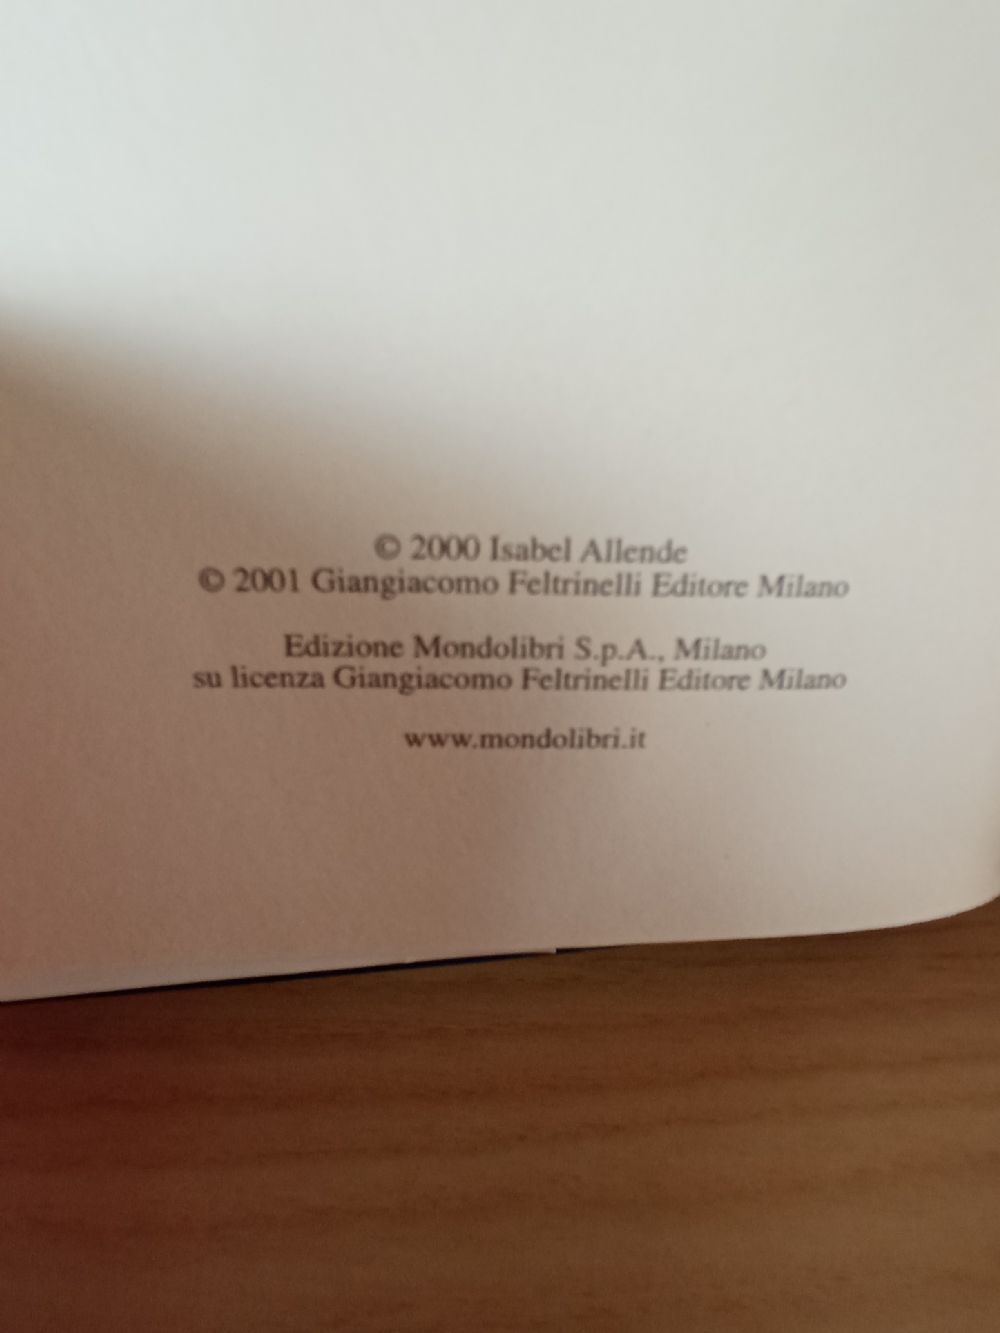 © 2000 Isabel Allende
© 2001 Giangiacomo Feltrinelli Editore Milano
Edizione Mondolibri S.p.A., Milano
su licenza Giangiacomo Feltrinelli Editore Milano
www.mondolibri.it